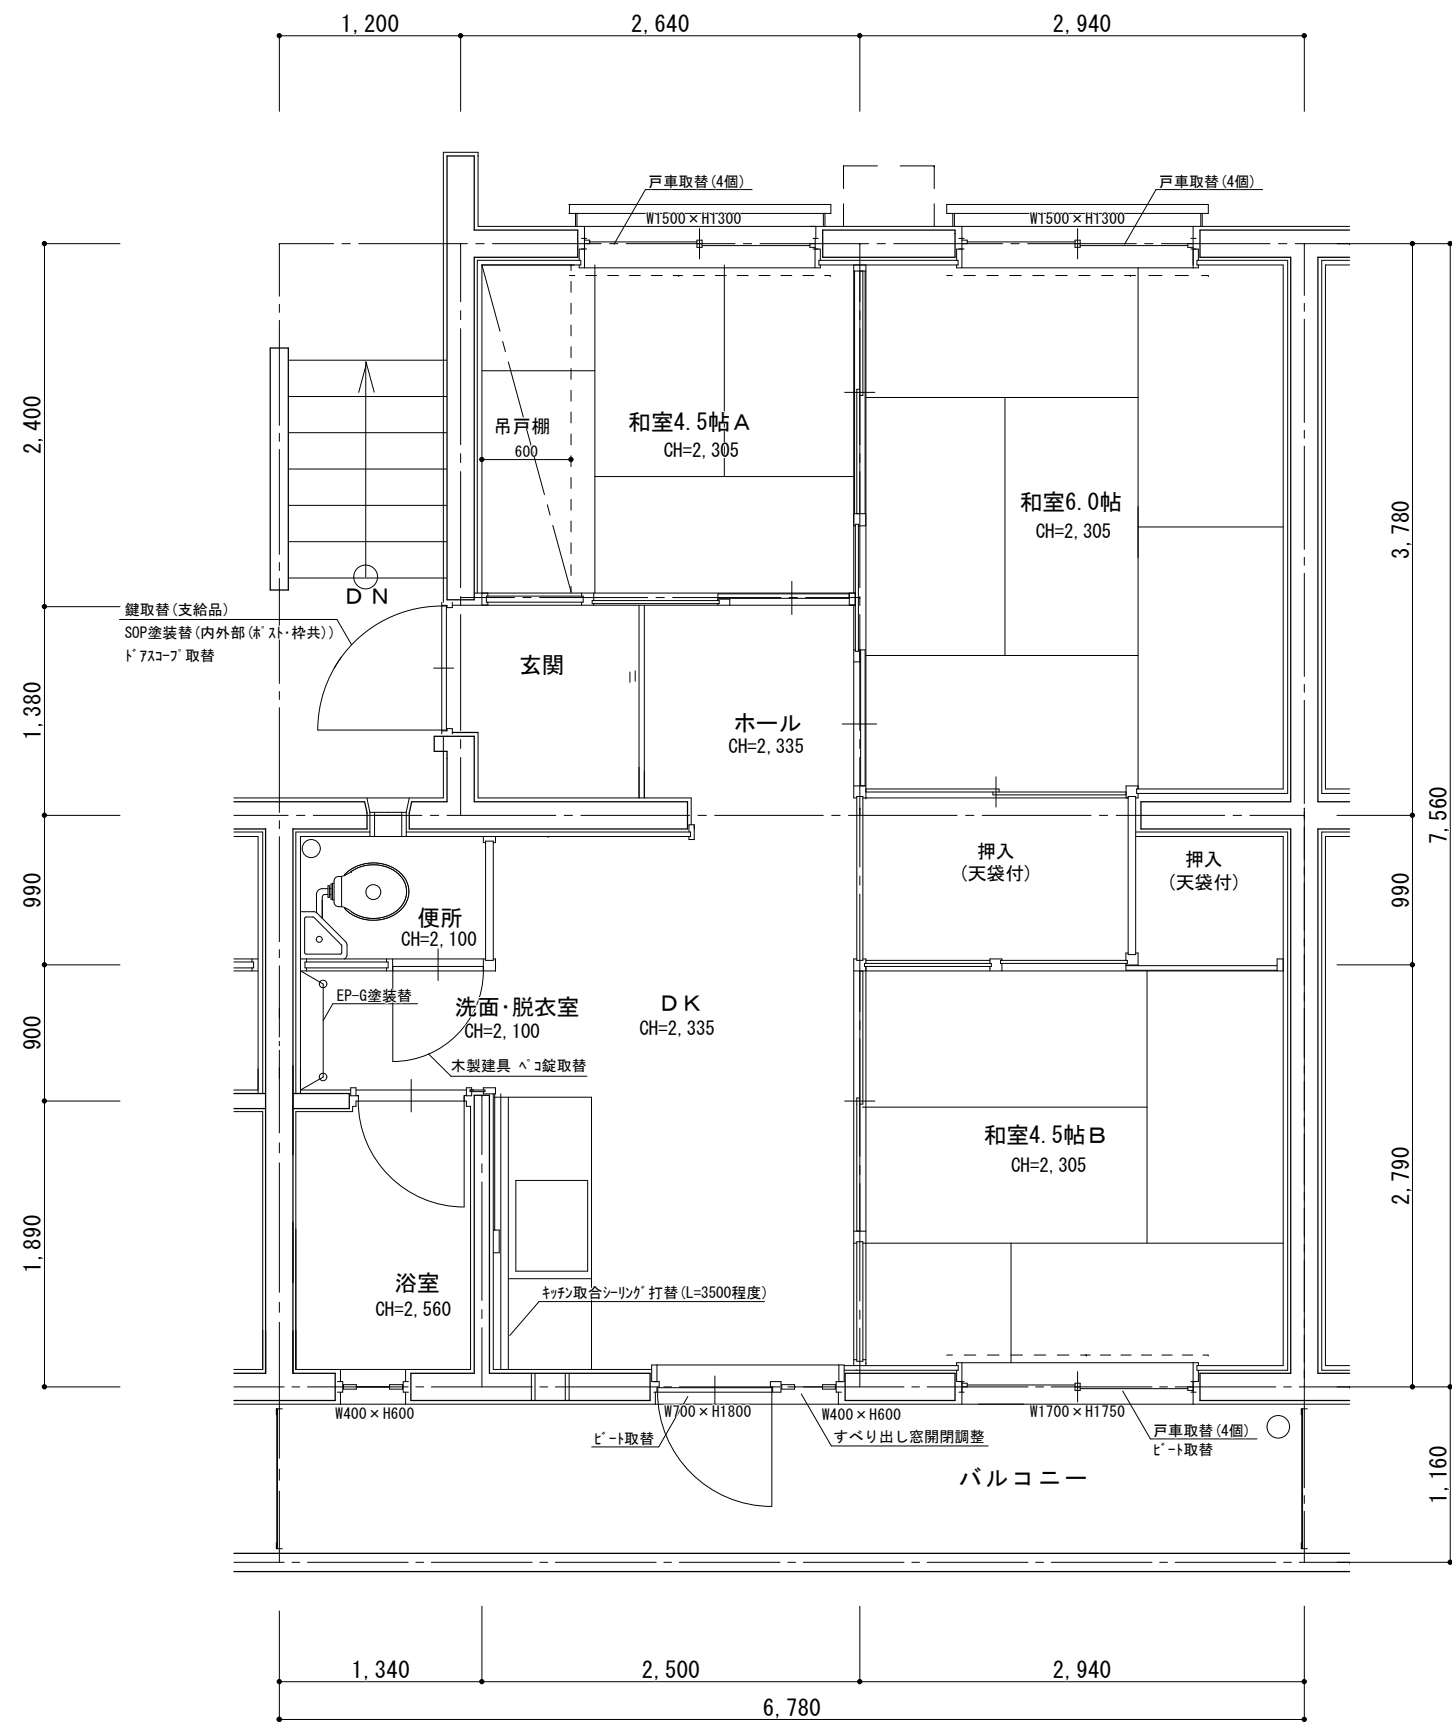 1,200
2,640
2,940
戸車取替(4個)
戸車取替(4個)
W1500×H1300
W1500×H1300
2,400
吊戸棚
600
和室4.5帖A
CH=2,305
和室6.0帖
CH=2,305
3,780
DN
鍵取替(支給品)
SOP塗装替(内外部(ﾎﾟｽﾄ･枠共))
ﾄﾞｱｽｺｰﾌﾟ取替
玄関
1,380
ホール
CH=2,335
7,560
押入
(天袋付)
押入
(天袋付)
990
990
便所
CH=2,100
EP-G塗装替
洗面･脱衣室
CH=2,100
DK
CH=2,335
900
木製建具 ﾍﾟｺ錠取替
和室4.5帖B
CH=2,305
2,790
1,890
浴室
CH=2,560
ｷｯﾁﾝ取合ｼｰﾘﾝｸﾞ打替(L=3500程度)
W400×H600
W700×H1800
W400×H600
W1700×H1750
ﾋﾞｰﾄ取替
すべり出し窓開閉調整
戸車取替(4個)
ﾋﾞｰﾄ取替
バルコニー
1,160
1,340
2,500
2,940
6,780